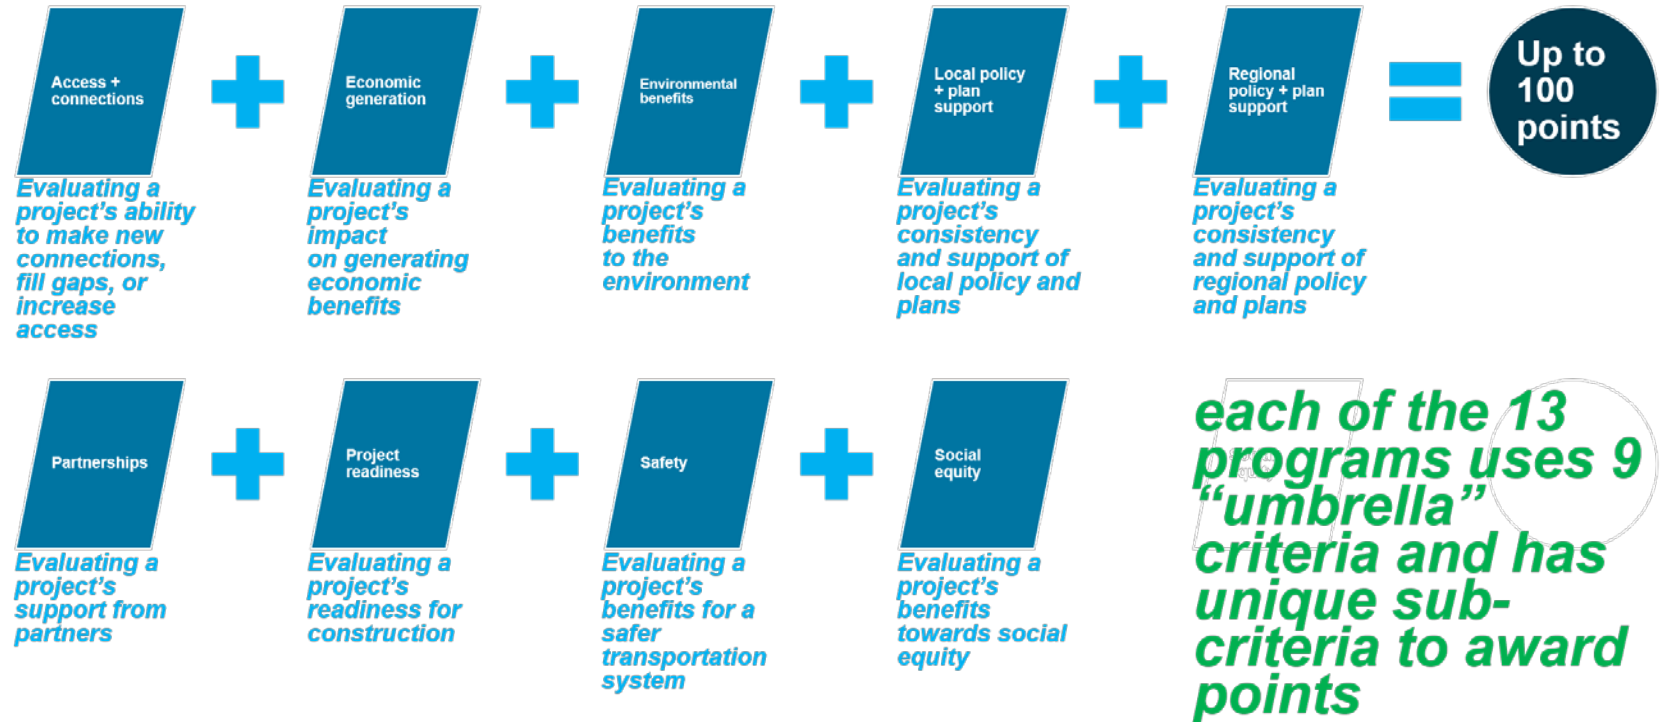 Access +
connections
Economic
generation
Environmental
benefits
Local policy
+ plan
support
Regional
policy + plan
support
Up to
100
points
Evaluating a
project’s ability
to make new
connections,
fill gaps, or
increase
access
Evaluating a
project’s
impact
on generating
economic
benefits
Evaluating a
project’s
benefits
to the
environment
Evaluating a
project’s
consistency
and support of
local policy and
plans
Evaluating a
project’s
consistency
and support of
regional policy
and plans
Partnerships
Project
readiness
Safety
Social
equity
Evaluating a
project’s
support from
partners
Evaluating a
project’s
readiness for
construction
Evaluating a
project’s
benefits for a
safer
transportation
system
Evaluating a
project’s
benefits
towards social
equity
each of the 13
programs uses 9
“umbrella”
criteria and has
unique sub-
criteria to award
points